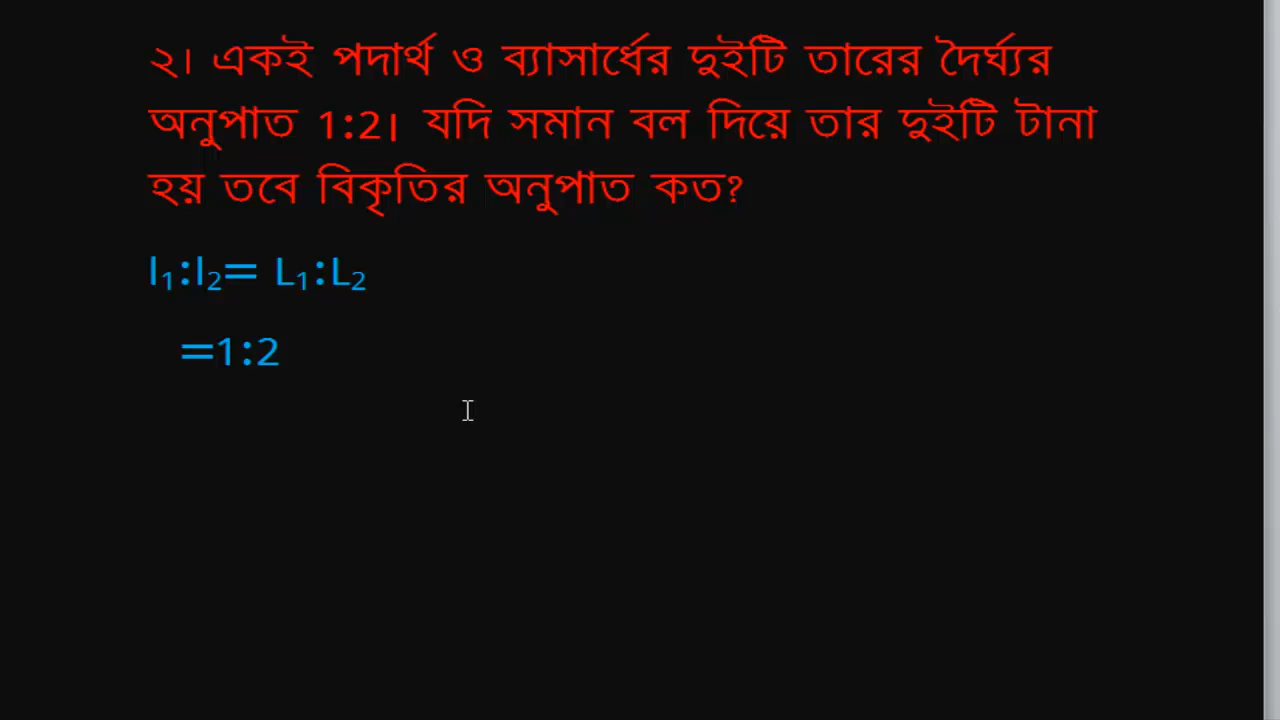 ২। একই পদার্থ ও ব্যাসার্ধের দুইটি তারের দৈর্ঘ্যর
অনুপাত 1:2। যদি সমান বল দিয়ে তার দুইটি টানা
হয় তবে বিকৃতির অনুপাত কত?
l₁:l₂= L₁:L₂
=1:2